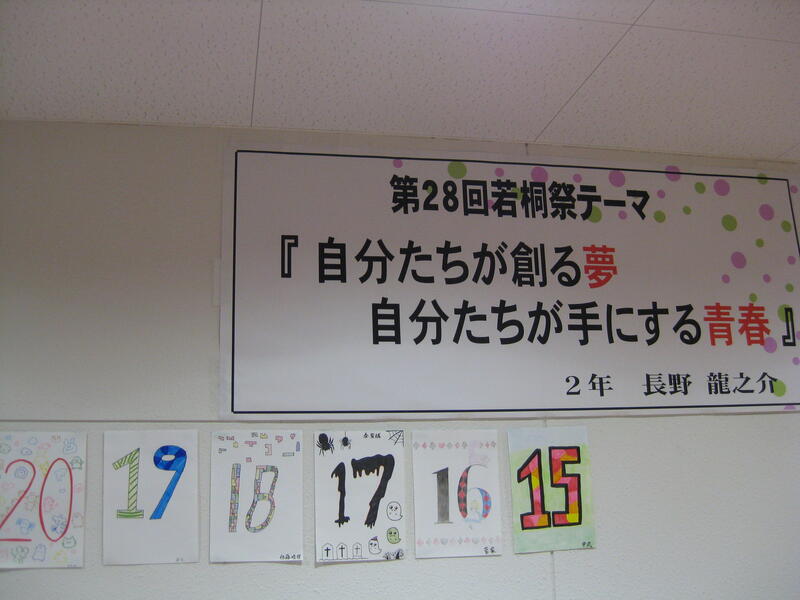 第28回若桐祭テーマ
『自分たちが創る夢
自分たちが手にする青春』
2年 長野 龍之介
20
19
18
17
16
15